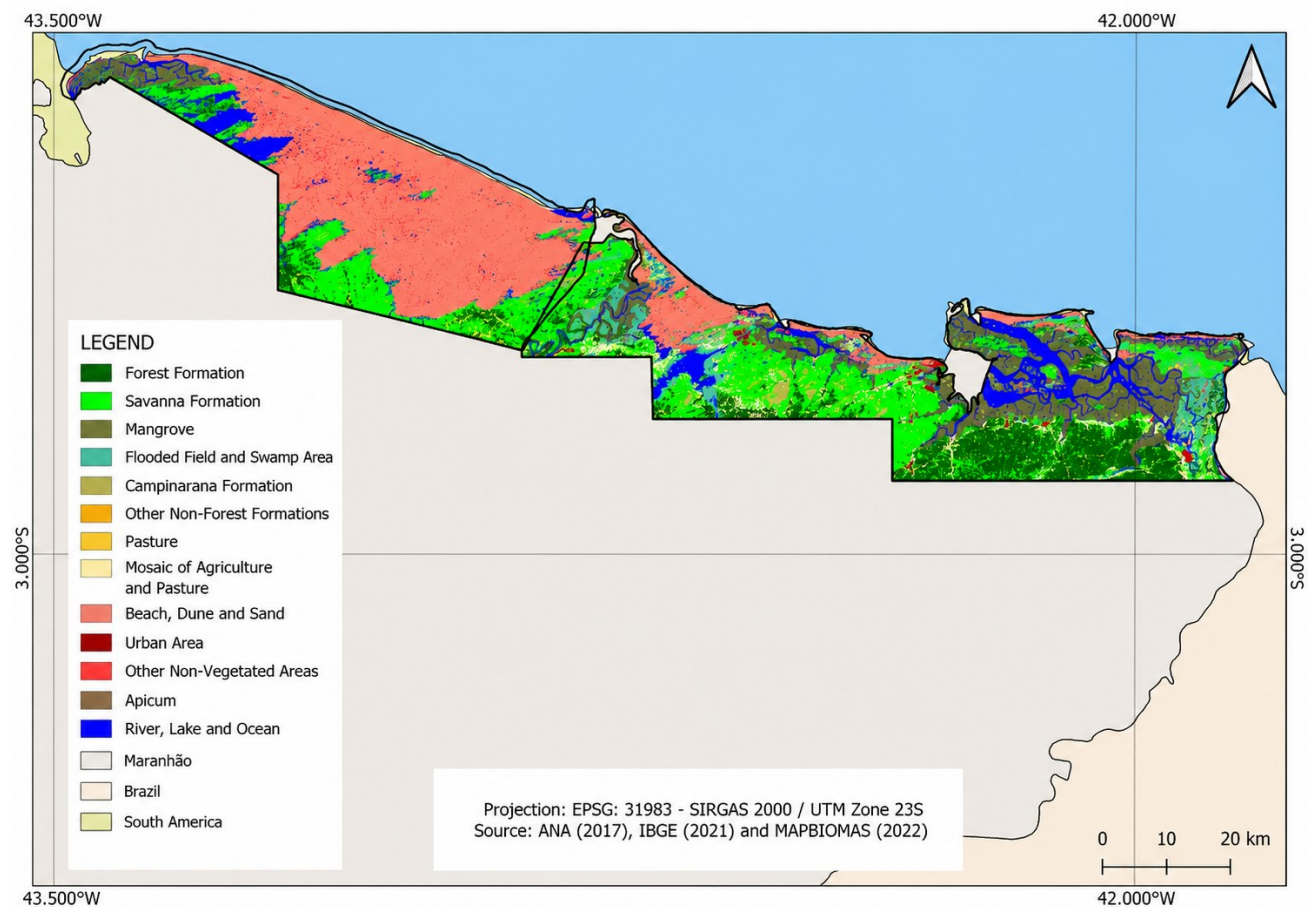 43.500°W
42.000°W
3.000°S
3.000°S
LEGEND
Forest Formation
Savanna Formation
Mangrove
Flooded Field and Swamp Area
Campinarana Formation
Other Non-Forest Formations
Pasture
Mosaic of Agriculture
and Pasture
Beach, Dune and Sand
Urban Area
Other Non-Vegetated Areas
Apicum
River, Lake and Ocean
Maranhão
Brazil
South America
Projection: EPSG: 31983 - SIRGAS 2000 / UTM Zone 23S
Source: ANA (2017), IBGE (2021) and MAPBIOMAS (2022)
0 10 20 km
43.500°W
42.000°W